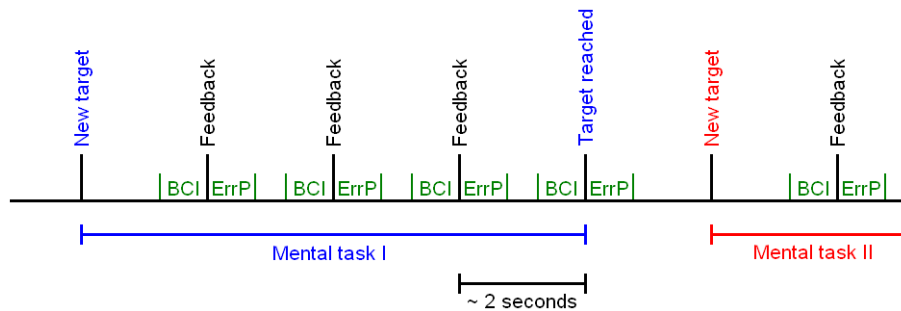 New target
Feedback
Feedback
Feedback
Target reached
New target
Feedback
BCI ErrP BCI ErrP BCI ErrP BCI ErrP BCI ErrP
Mental task I
Mental task II
~ 2 seconds